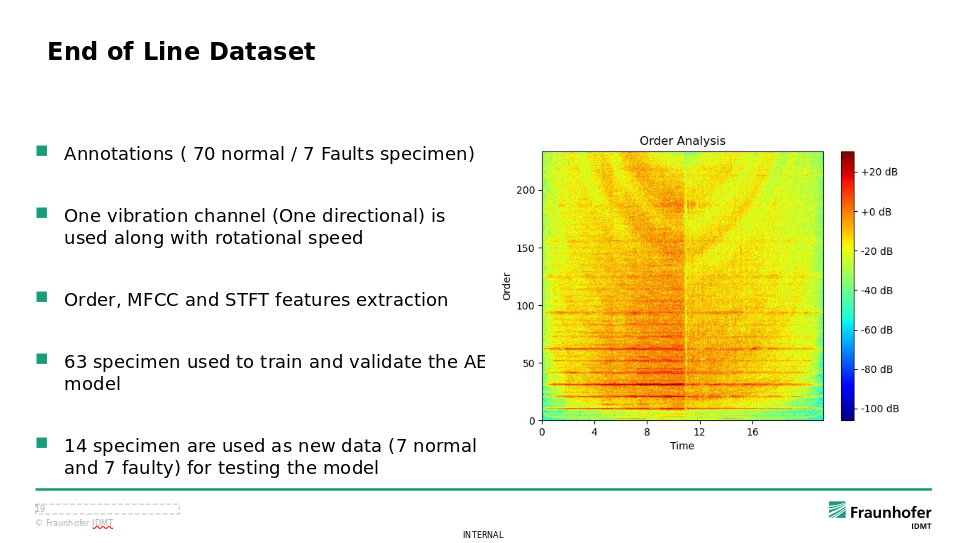 End of Line Dataset
Annotations ( 70 normal / 7 Faults specimen)
One vibration channel (One directional) is
used along with rotational speed
Order, MFCC and STFT features extraction
63 specimen used to train and validate the AE
model
14 specimen are used as new data (7 normal
and 7 faulty) for testing the model
Order Analysis
Order
200
150
100
50
0
0 4 8 12 16
Time
+20 dB
+0 dB
-20 dB
-40 dB
-60 dB
-80 dB
-100 dB
19
© Fraunhofer IDMT
INTERNAL
Fraunhofer
IDMT